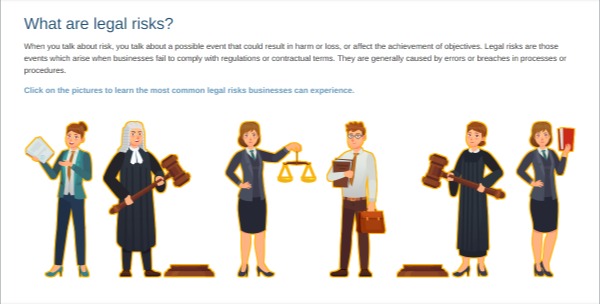 What are legal risks?
When you talk about risk, you talk about a possible event that could result in harm or loss, or affect the achievement of objectives. Legal risks are those
events which arise when businesses fail to comply with regulations or contractual terms. They are generally caused by errors or breaches in processes or
procedures.
Click on the pictures to learn the most common legal risks businesses can experience.